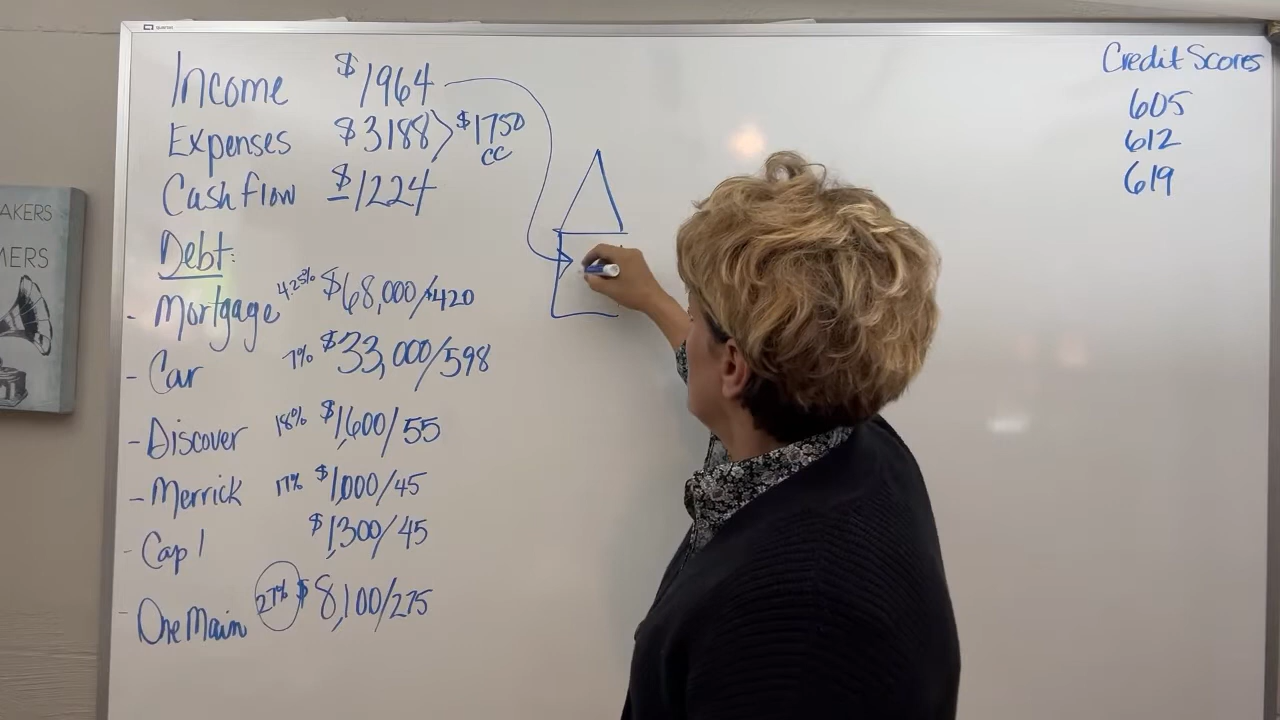 Income $1964
Expenses $3188 > $1750
CC
Cash flow -$1224
Debt:
- Mortgage 4.25% $68,000/$420
- Car 7% $33,000/598
- Discover 18% $1,600/55
- Merrick 17% $1,000/45
- Cap 1 $1,300/45
- One Main 27% $8,100/275
Credit Scores
605
612
619
AKERS
MERS